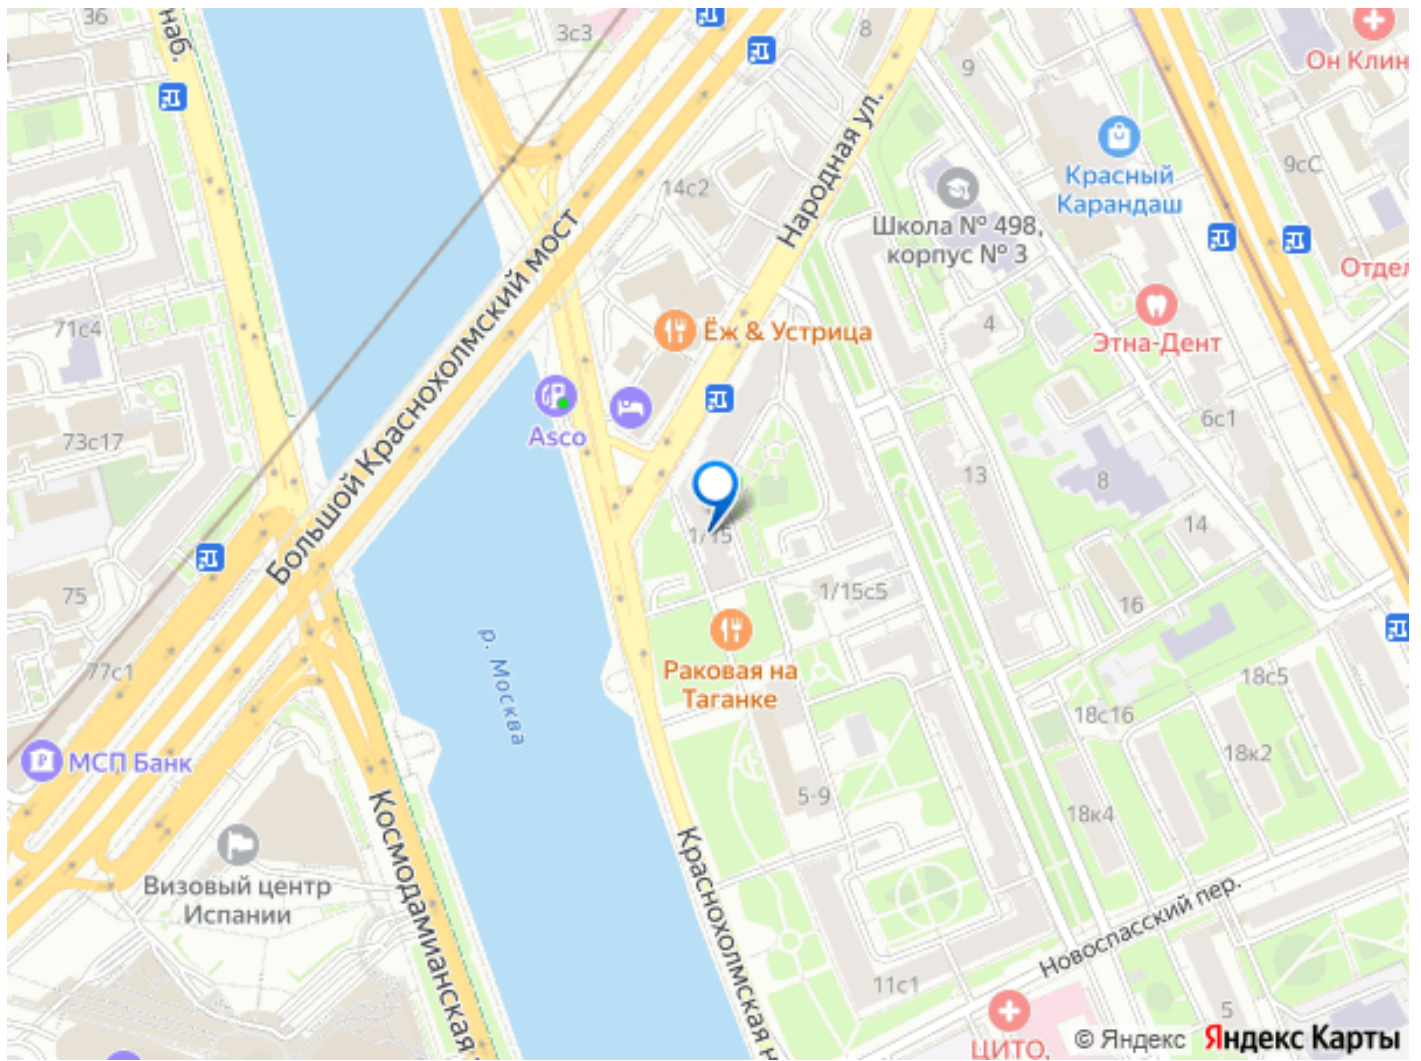 36
наб.
3с3
8
9
Он Клин
Народная ул.
Красный
Карандаш
9сС
14с2
Школа № 498,
корпус № 3
Отдел
Большой Краснохолмский мост
71с4
Ёж & Устрица
4
Этна-Дент
Asco
6с1
73с17
13
8
14
1/15
75
1/15с5
16
р. Москва
Раковая на
Таганке
77с1
18с5
18с16
МСП Банк
18к2
5-9
18к4
Космодамианская
Визовый центр
Испании
Краснохолмская н
Новоспасский пер.
11с1
5
ЦИТО,
© Яндекс Яндекс Карты